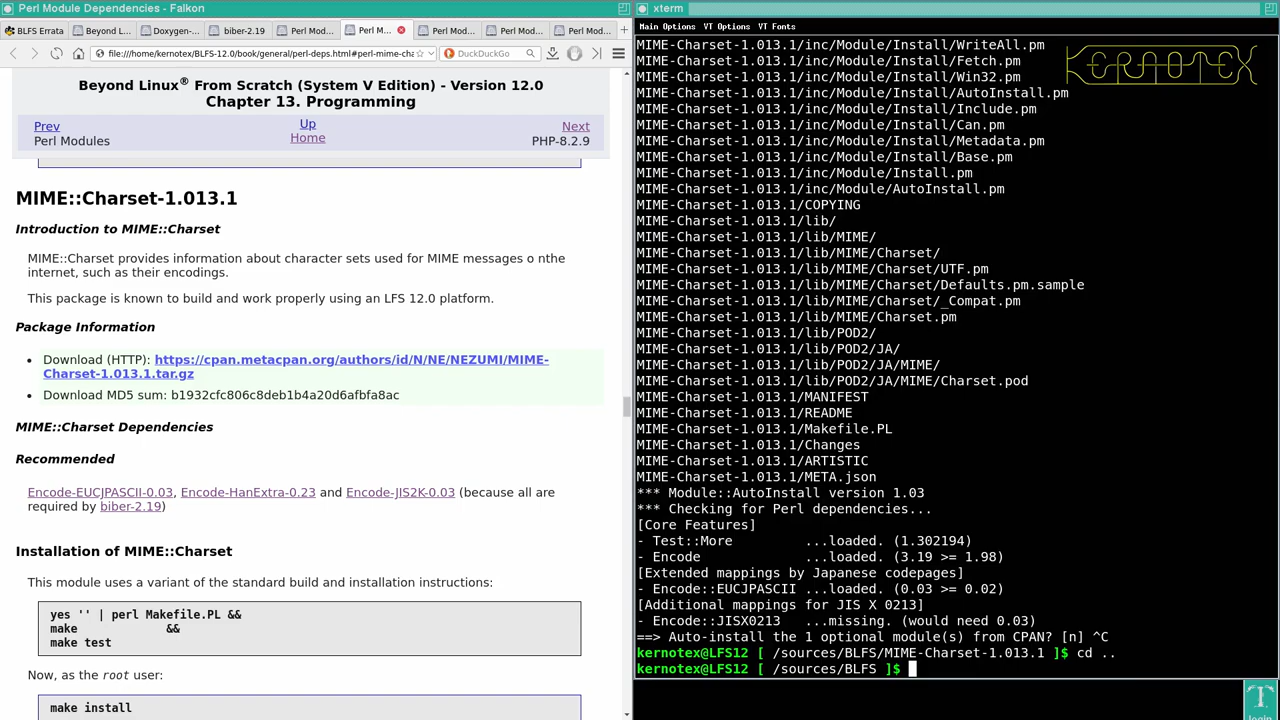 Perl Module Dependencies - Falkon
BLFS Errata
Beyond L...
Doxygen-...
biber-2.19
Perl Mod...
Perl M...
Perl Mod...
Perl Mod...
Perl Mod...
file:///home/kernotex/BLFS-12.0/book/general/perl-deps.html#perl-mime-cha
DuckDuckGo
Beyond Linux® From Scratch (System V Edition) - Version 12.0
Chapter 13. Programming
Prev
Up
Next
Perl Modules
Home
PHP-8.2.9
MIME::Charset-1.013.1
Introduction to MIME::Charset
MIME::Charset provides information about character sets used for MIME messages o nthe
internet, such as their encodings.
This package is known to build and work properly using an LFS 12.0 platform.
Package Information
• Download (HTTP): https://cpan.metacpan.org/authors/id/N/NE/NEZUMI/MIME-
Charset-1.013.1.tar.gz
• Download MD5 sum: b1932cfc806c8deb1b4a20d6afbfa8ac
MIME::Charset Dependencies
Recommended
Encode-EUCJPASCII-0.03, Encode-HanExtra-0.23 and Encode-JIS2K-0.03 (because all are
required by biber-2.19)
Installation of MIME::Charset
This module uses a variant of the standard build and installation instructions:
yes '' | perl Makefile.PL &&
make &&
make test
Now, as the root user:
make install
xterm
Main Options VT Options VT Fonts
KERNOTEX
MIME-Charset-1.013.1/inc/Module/Install/WriteAll.pm
MIME-Charset-1.013.1/inc/Module/Install/Fetch.pm
MIME-Charset-1.013.1/inc/Module/Install/Win32.pm
MIME-Charset-1.013.1/inc/Module/Install/AutoInstall.pm
MIME-Charset-1.013.1/inc/Module/Install/Include.pm
MIME-Charset-1.013.1/inc/Module/Install/Can.pm
MIME-Charset-1.013.1/inc/Module/Install/Metadata.pm
MIME-Charset-1.013.1/inc/Module/Install/Base.pm
MIME-Charset-1.013.1/inc/Module/Install.pm
MIME-Charset-1.013.1/inc/Module/AutoInstall.pm
MIME-Charset-1.013.1/COPYING
MIME-Charset-1.013.1/lib/
MIME-Charset-1.013.1/lib/MIME/
MIME-Charset-1.013.1/lib/MIME/Charset/
MIME-Charset-1.013.1/lib/MIME/Charset/UTF.pm
MIME-Charset-1.013.1/lib/MIME/Charset/Defaults.pm.sample
MIME-Charset-1.013.1/lib/MIME/Charset/_Compat.pm
MIME-Charset-1.013.1/lib/MIME/Charset.pm
MIME-Charset-1.013.1/lib/POD2/
MIME-Charset-1.013.1/lib/POD2/JA/
MIME-Charset-1.013.1/lib/POD2/JA/MIME/
MIME-Charset-1.013.1/lib/POD2/JA/MIME/Charset.pod
MIME-Charset-1.013.1/MANIFEST
MIME-Charset-1.013.1/README
MIME-Charset-1.013.1/Makefile.PL
MIME-Charset-1.013.1/Changes
MIME-Charset-1.013.1/ARTISTIC
MIME-Charset-1.013.1/META.json
*** Module::AutoInstall version 1.03
*** Checking for Perl dependencies...
[Core Features]
- Test::More ...loaded. (1.302194)
- Encode ...loaded. (3.19 >= 1.98)
[Extended mappings by Japanese codepages]
- Encode::EUCJPASCII ...loaded. (0.03 >= 0.02)
[Additional mappings for JIS X 0213]
- Encode::JISX0213 ...missing. (would need 0.03)
==> Auto-install the 1 optional module(s) from CPAN? [n] ^C
kernotex@LFS12 [ /sources/BLFS/MIME-Charset-1.013.1 ]$ cd ..
kernotex@LFS12 [ /sources/BLFS ]$
login